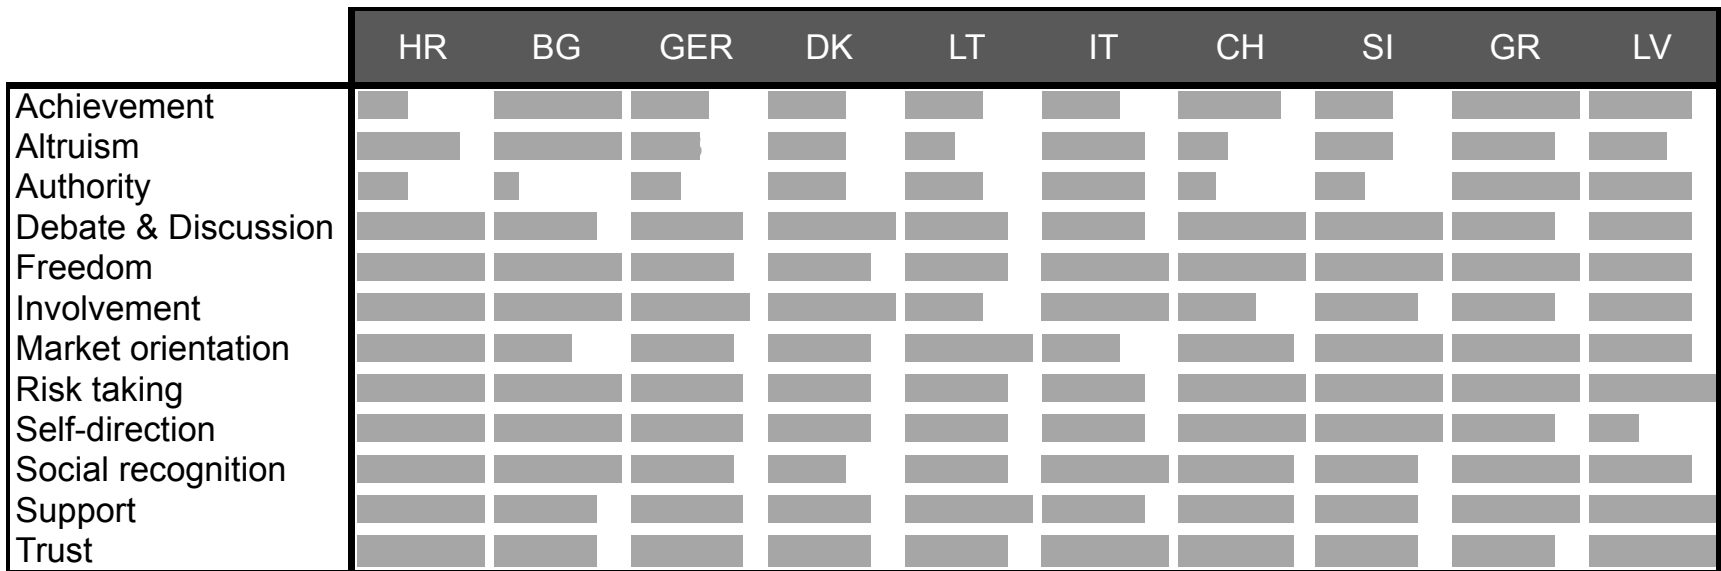 HR BG GER DK LT IT CH SI GR LV
Achievement
Altruism
Authority
Debate & Discussion
Freedom
Involvement
Market orientation
Risk taking
Self-direction
Social recognition
Support
Trust